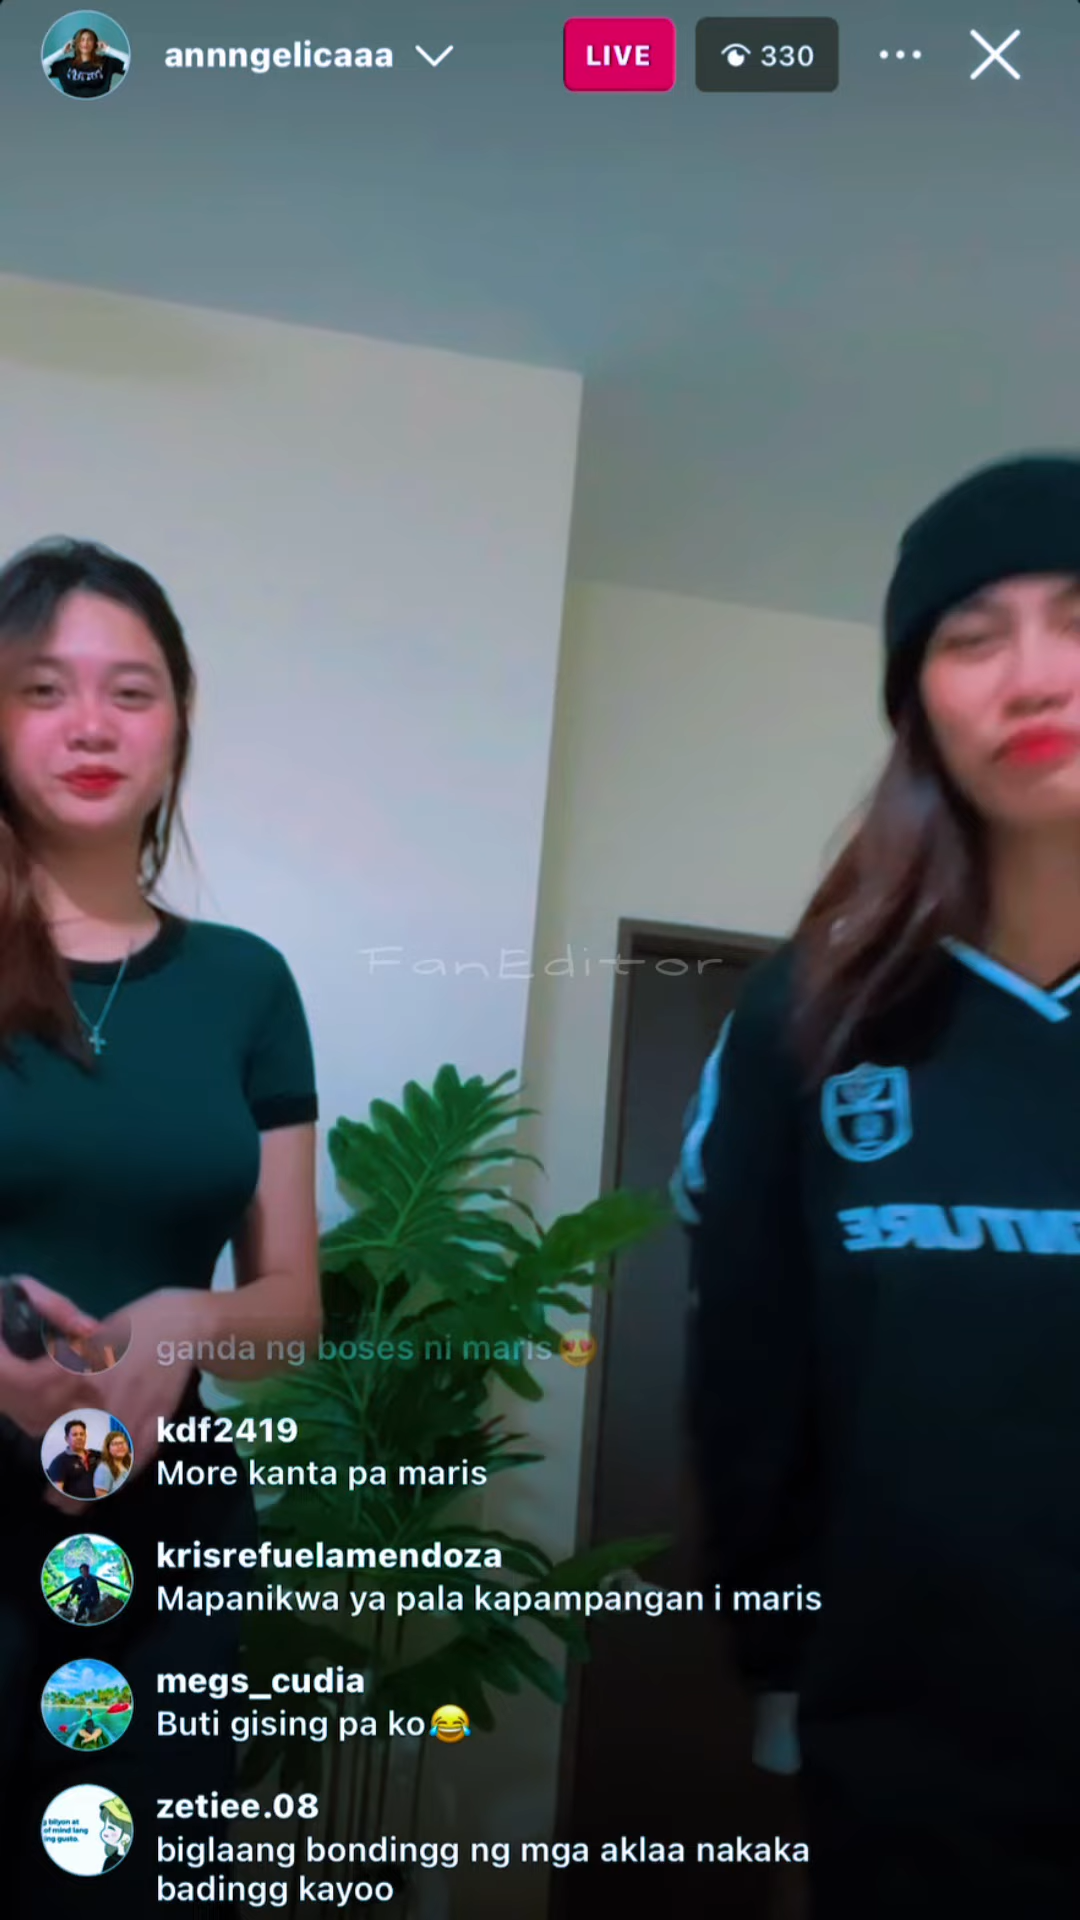 annngelicaaa
LIVE
330
FanEditor
ganda ng boses ni maris😍
kdf2419
More kanta pa maris
krisrefuelamendoza
Mapanikwa ya pala kapampangan i maris
megs_cudia
Buti gising pa ko😂
zetiee.08
biglaang bondingg ng mga aklaa nakaka
badingg kayoo